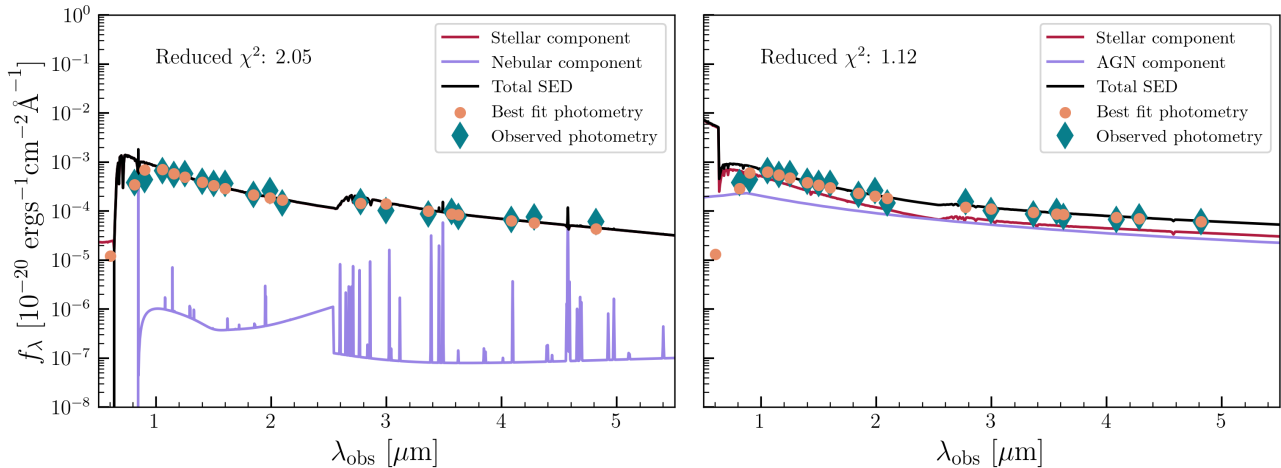 Reduced χ²: 2.05
Stellar component
Nebular component
Total SED
Best fit photometry
Observed photometry
10⁰
10⁻¹
10⁻²
10⁻³
10⁻⁴
10⁻⁵
10⁻⁶
10⁻⁷
10⁻⁸
f_λ [10⁻²⁰ ergs⁻¹cm⁻²Å⁻¹]
1 2 3 4 5
λ_obs [μm]
Reduced χ²: 1.12
Stellar component
AGN component
Total SED
Best fit photometry
Observed photometry
1 2 3 4 5
λ_obs [μm]